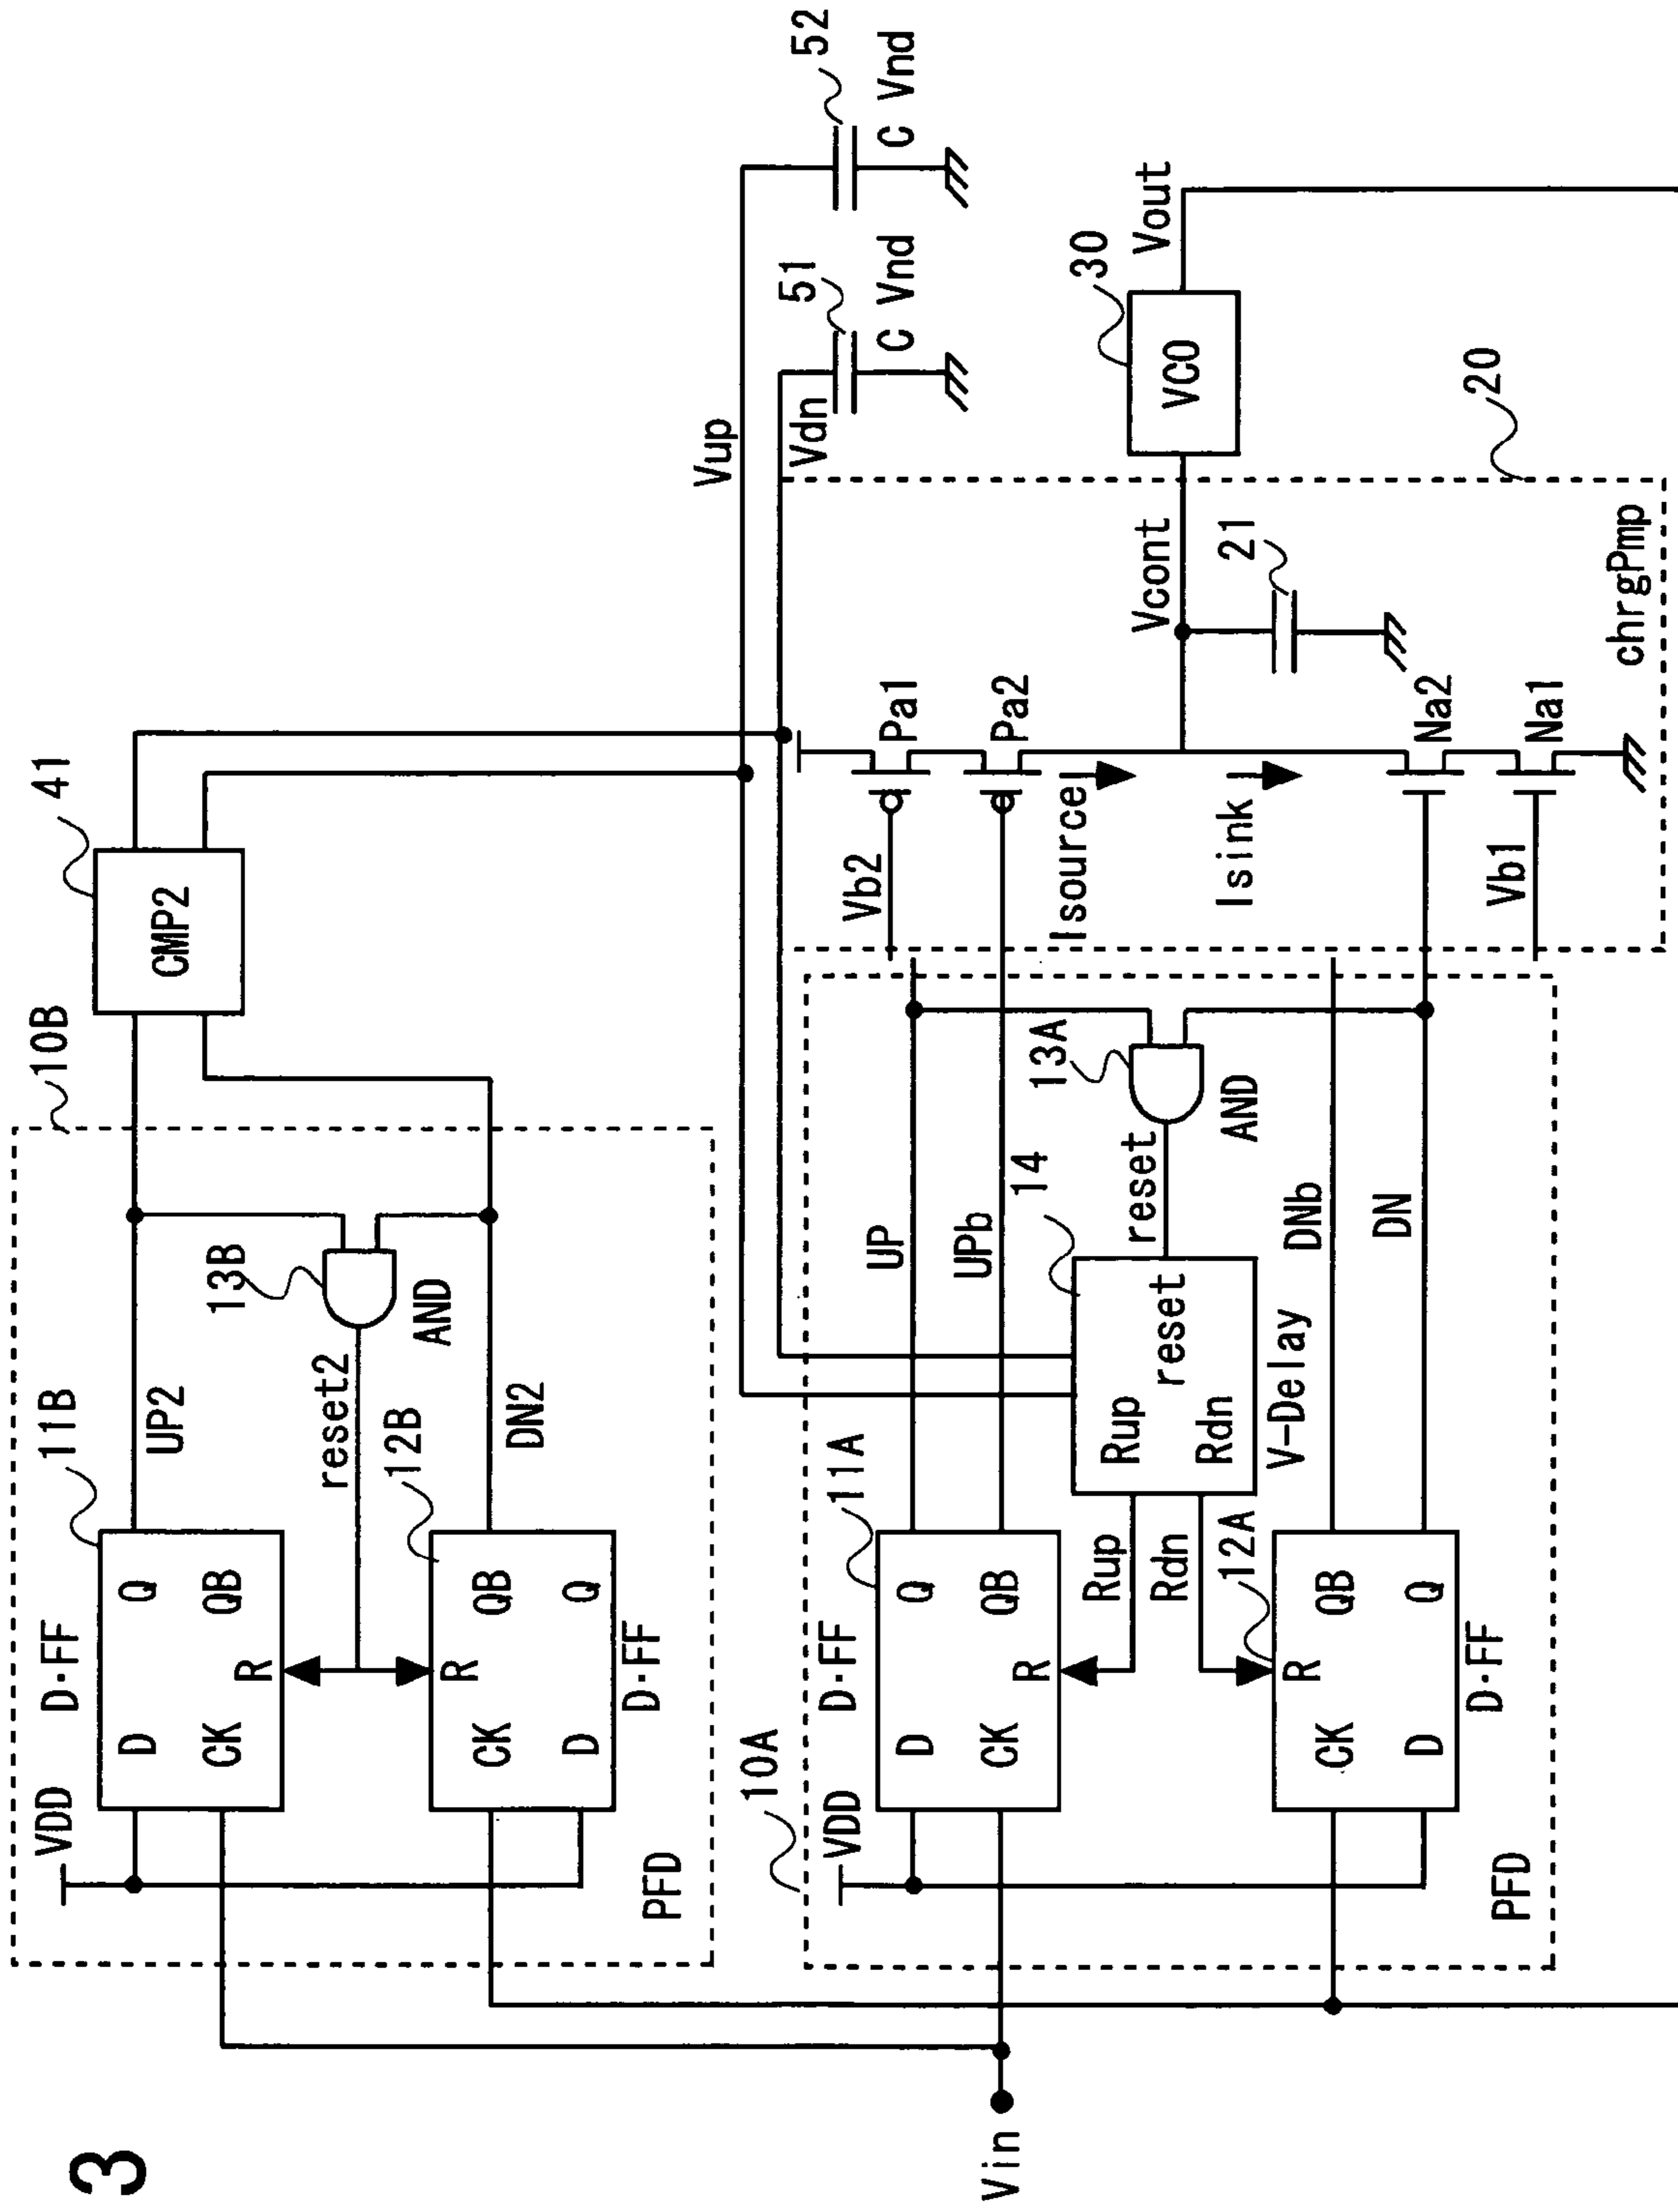 3
10B
41
VDD
D·FF
11B
D
Q
CK
QB
R
UP2
13B
CMP2
reset2
AND
12B
R
CK
QB
D
Q
DN2
D·FF
PFD
Vup
Vdn
51
52
C Vnd
C Vnd
10A
VDD
D·FF
11A
D
Q
CK
QB
R
UP
Vb2
Pa1
Vin
UPb
Pa2
14
13A
Isource
30
Rup
Rup
reset
reset
Vcont
Vout
VCO
Rdn
Rdn
AND
Isink
21
12A
V-Delay
R
CK
QB
DNb
D
Q
DN
Na2
D·FF
Vb1
Na1
20
PFD
chrgPmp